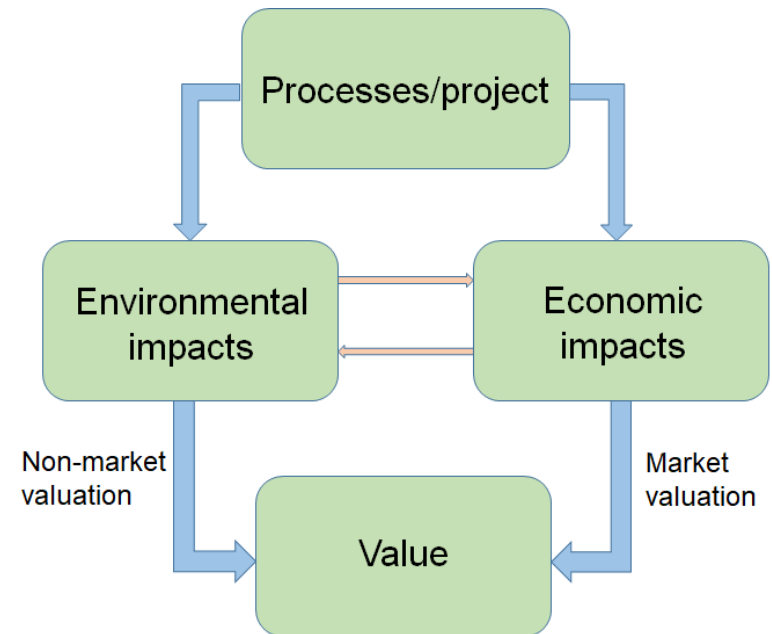 Processes/project
Environmental
impacts
Economic
impacts
Non-market
valuation
Market
valuation
Value